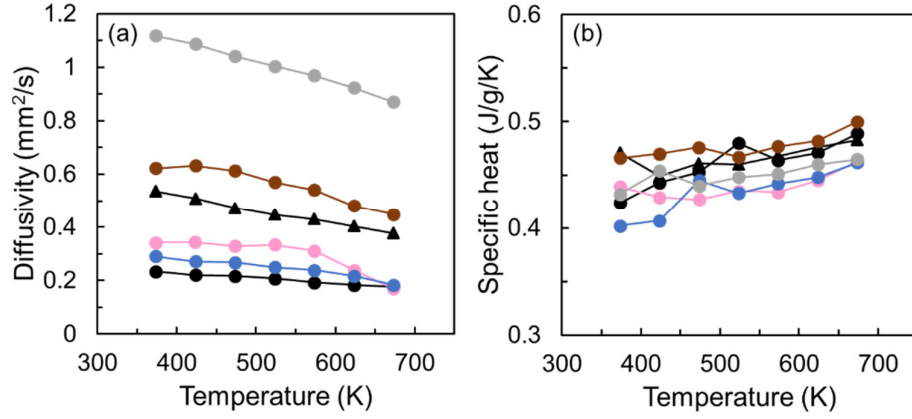 (a)
Diffusivity (mm²/s)
1.2
1
0.8
0.6
0.4
0.2
0
300 400 500 600 700
Temperature (K)
(b)
Specific heat (J/g/K)
0.6
0.5
0.4
0.3
300 400 500 600 700
Temperature (K)